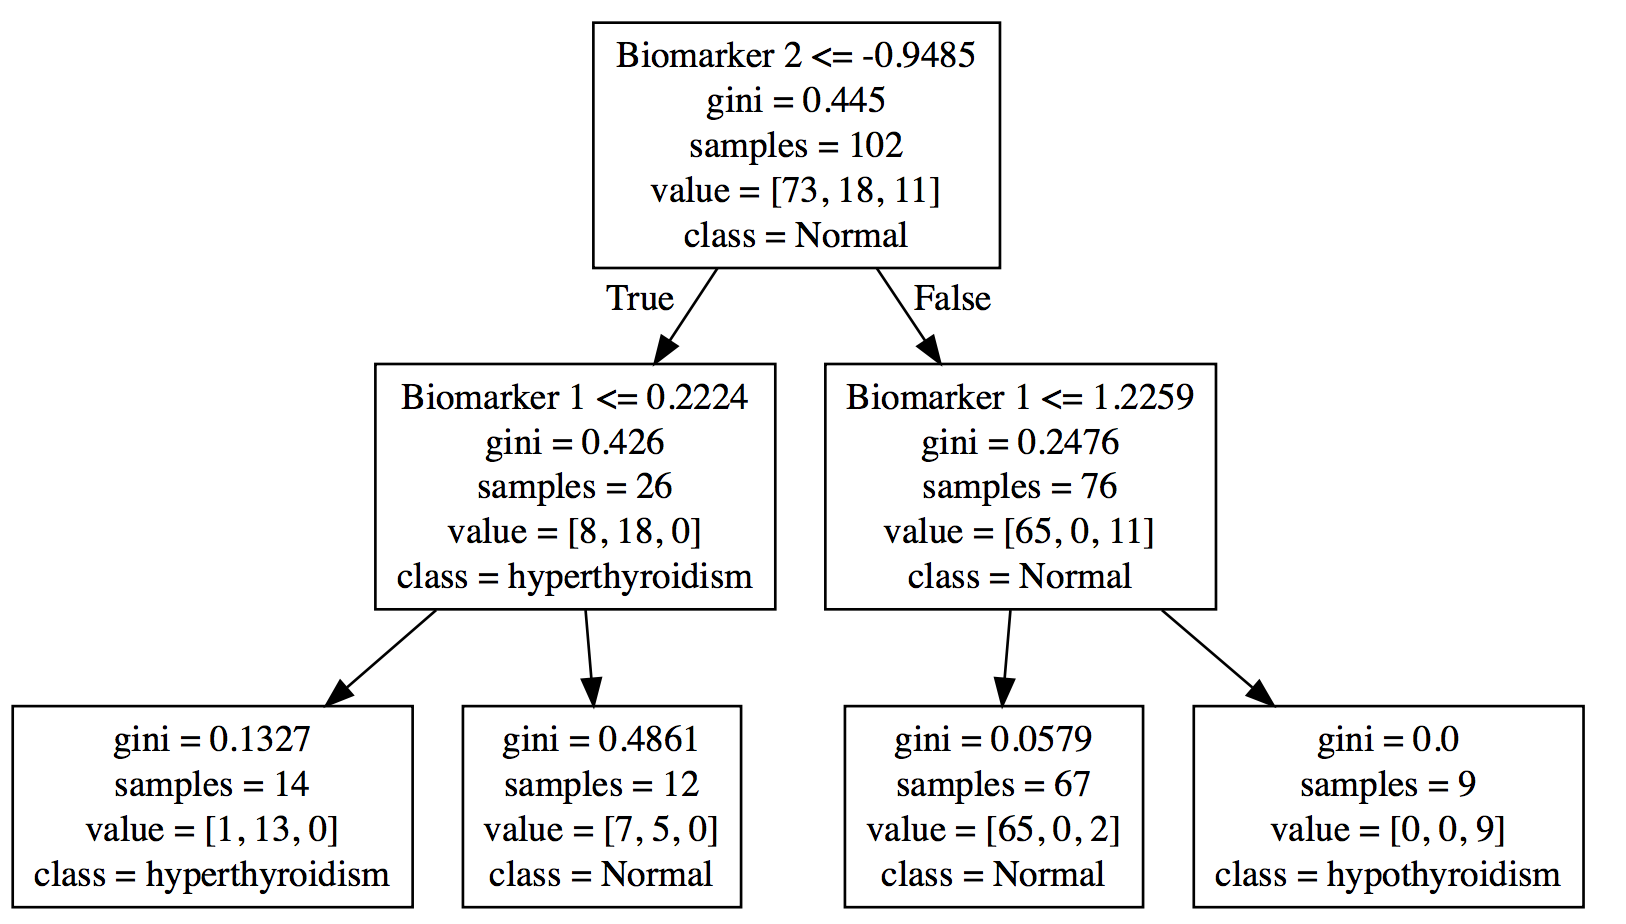 Biomarker 2 <= -0.9485
gini = 0.445
samples = 102
value = [73, 18, 11]
class = Normal
True
False
Biomarker 1 <= 0.2224
gini = 0.426
samples = 26
value = [8, 18, 0]
class = hyperthyroidism
Biomarker 1 <= 1.2259
gini = 0.2476
samples = 76
value = [65, 0, 11]
class = Normal
gini = 0.1327
samples = 14
value = [1, 13, 0]
class = hyperthyroidism
gini = 0.4861
samples = 12
value = [7, 5, 0]
class = Normal
gini = 0.0579
samples = 67
value = [65, 0, 2]
class = Normal
gini = 0.0
samples = 9
value = [0, 0, 9]
class = hypothyroidism